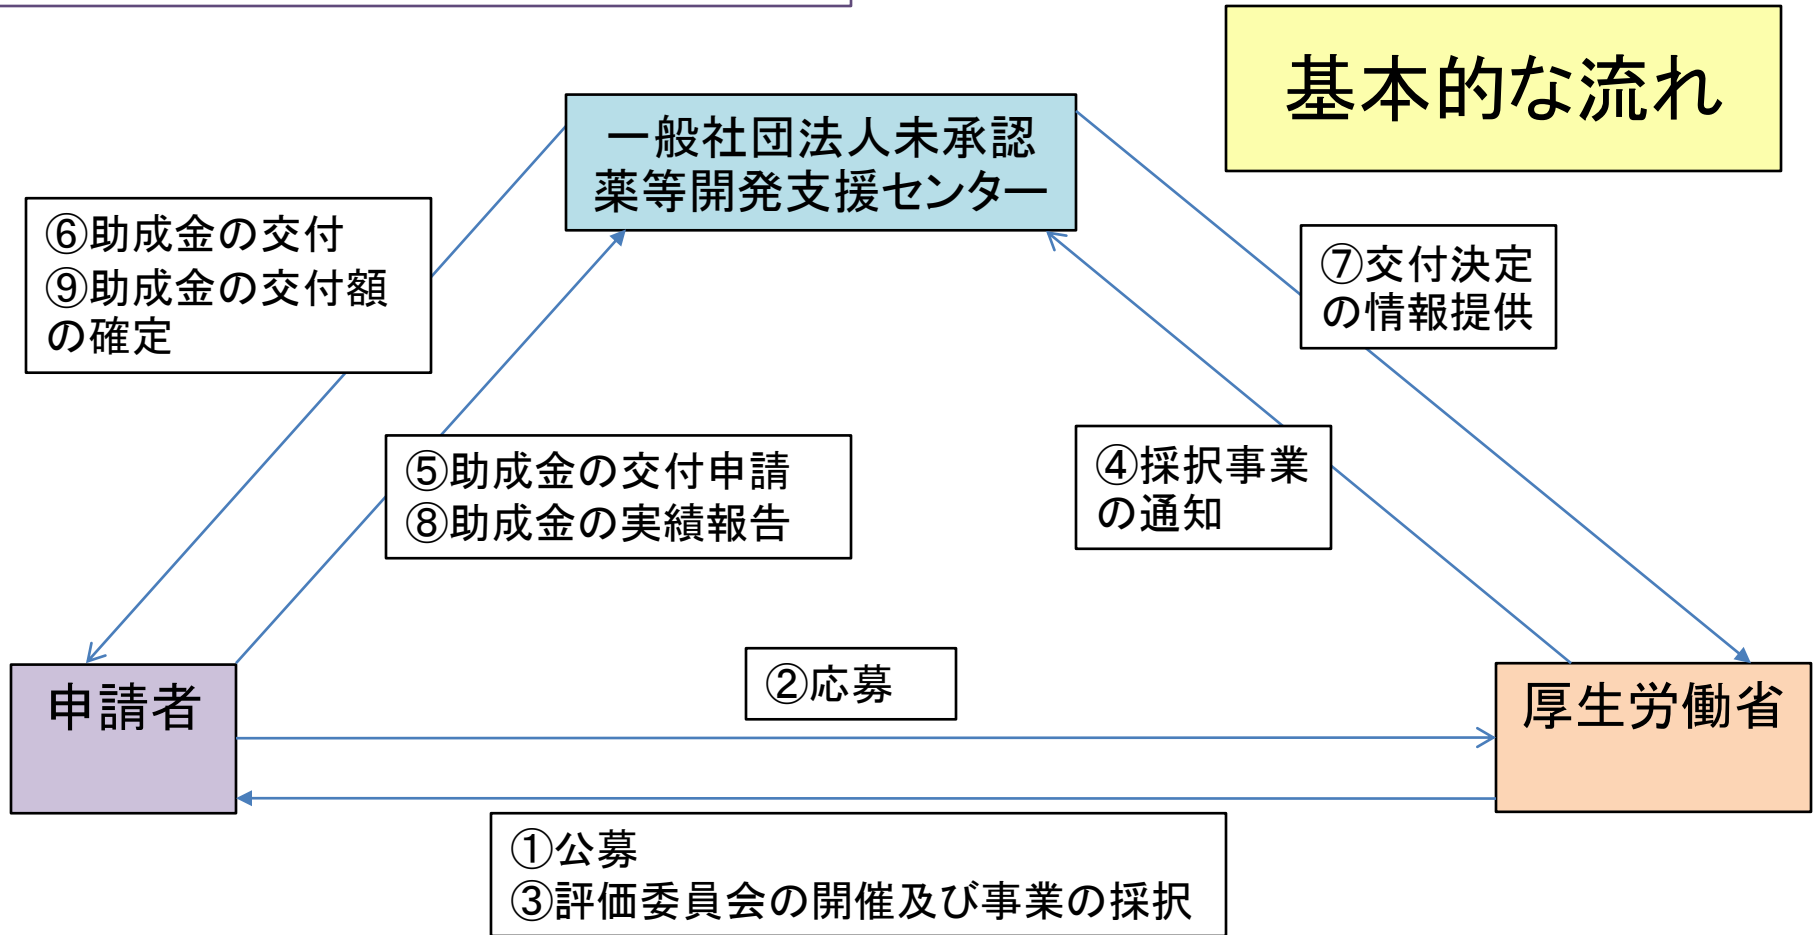 基本的な流れ
一般社団法人未承認
薬等開発支援センター
⑥助成金の交付
⑨助成金の交付額
の確定
⑦交付決定
の情報提供
⑤助成金の交付申請
⑧助成金の実績報告
④採択事業
の通知
②応募
申請者
厚生労働省
①公募
③評価委員会の開催及び事業の採択